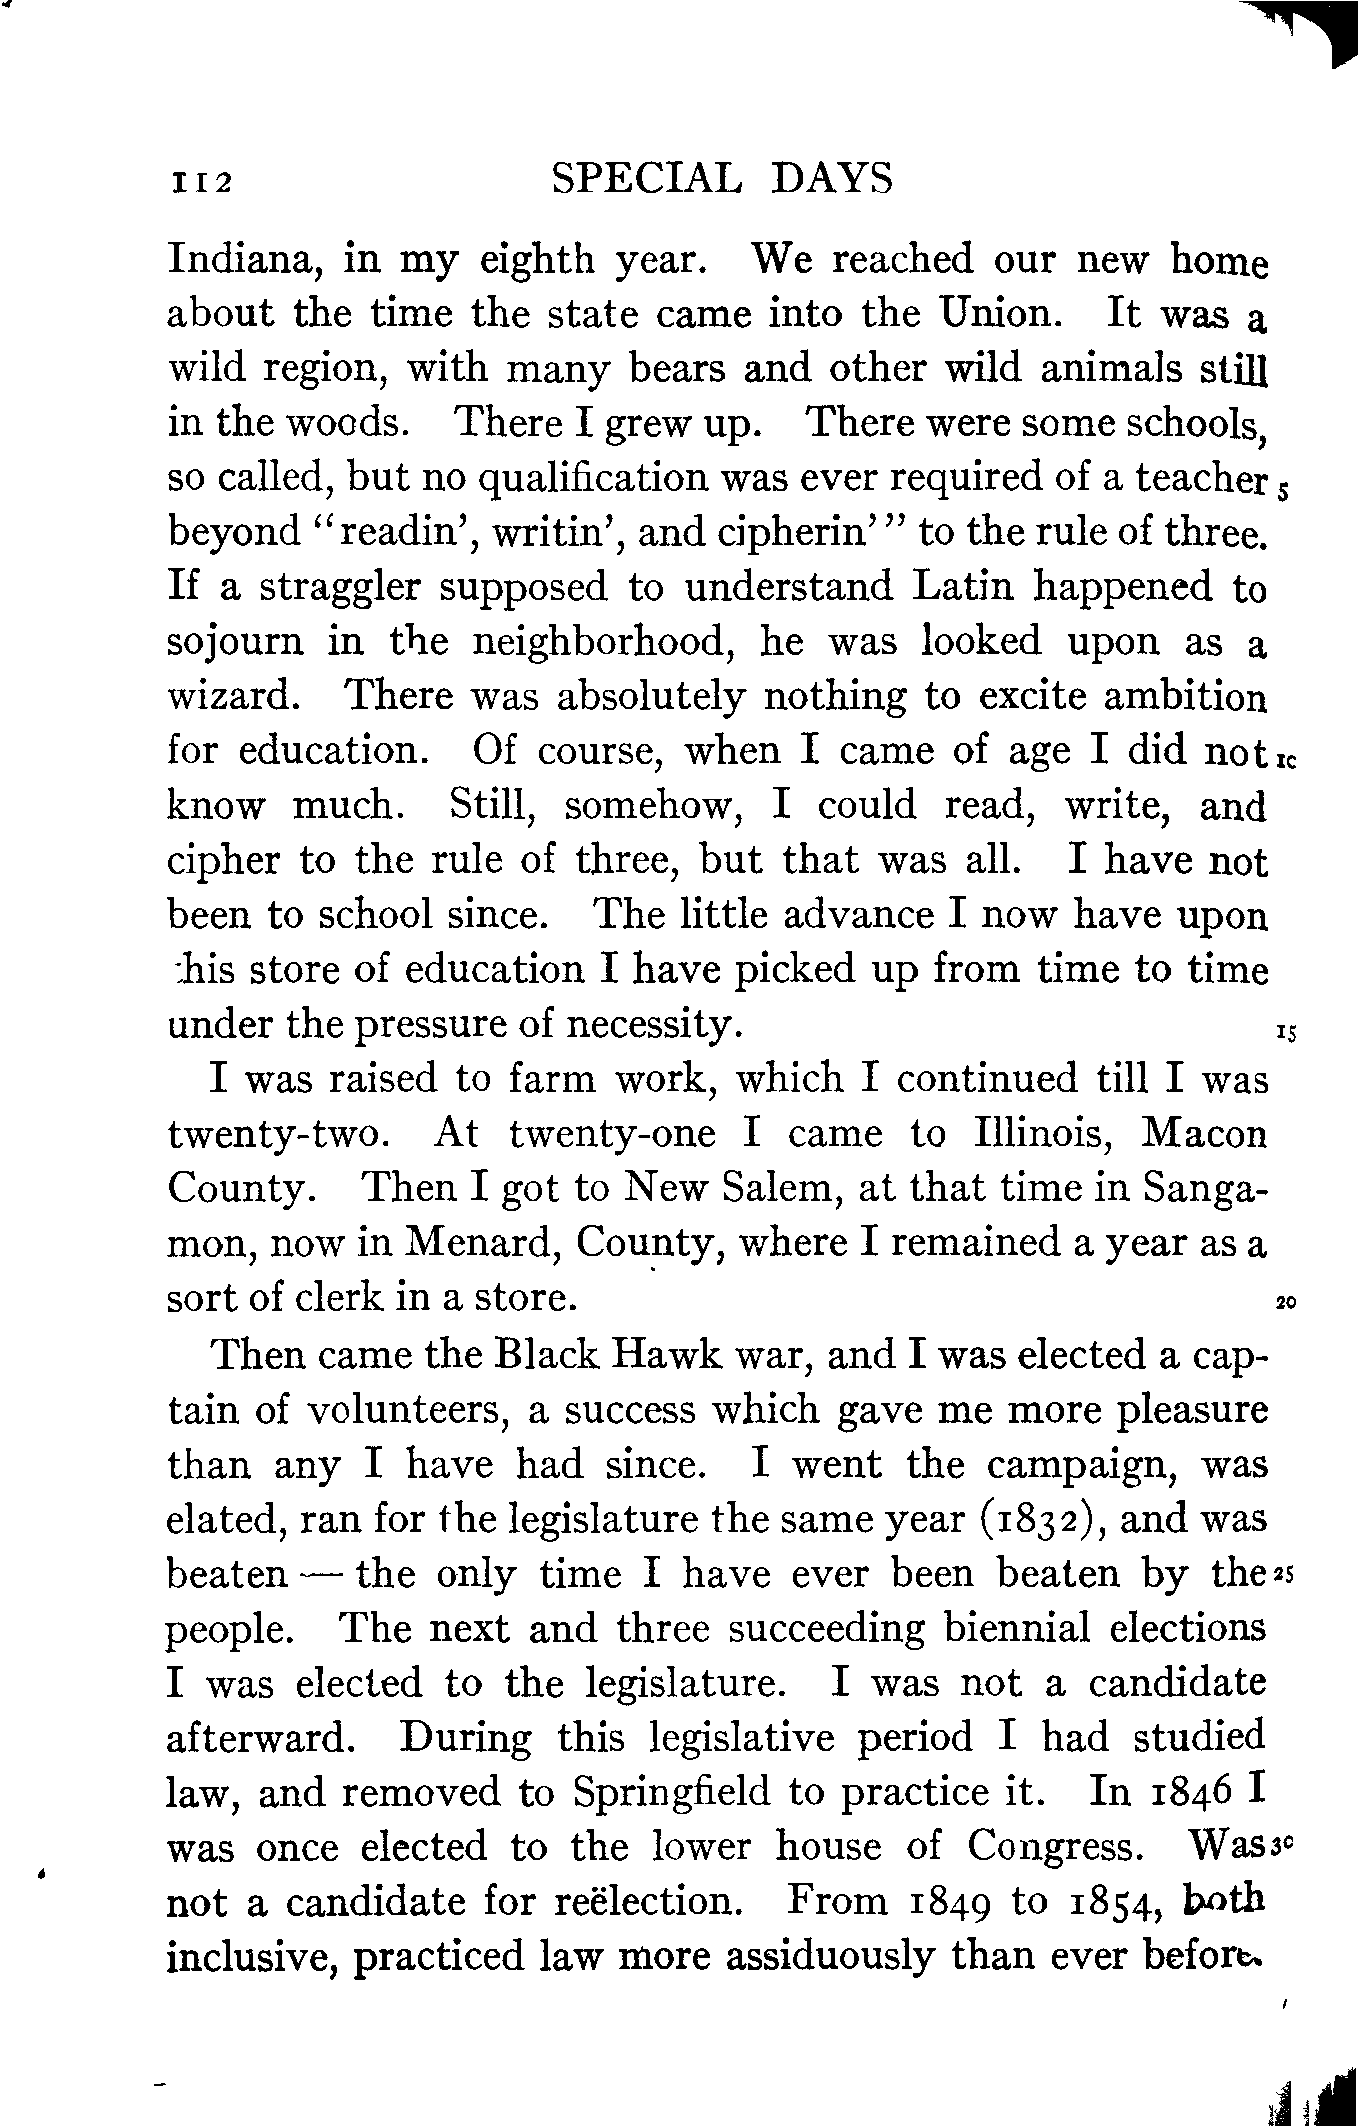 112 SPECIAL DAYS
Indiana, in my eighth year. We reached our new home
about the time the state came into the Union. It was a
wild region, with many bears and other wild animals still
in the woods. There I grew up. There were some schools,
so called, but no qualification was ever required of a teacher 5
beyond "readin', writin', and cipherin'" to the rule of three.
If a straggler supposed to understand Latin happened to
sojourn in the neighborhood, he was looked upon as a
wizard. There was absolutely nothing to excite ambition
for education. Of course, when I came of age I did not 10
know much. Still, somehow, I could read, write, and
cipher to the rule of three, but that was all. I have not
been to school since. The little advance I now have upon
this store of education I have picked up from time to time
under the pressure of necessity. 15
I was raised to farm work, which I continued till I was
twenty-two. At twenty-one I came to Illinois, Macon
County. Then I got to New Salem, at that time in Sanga-
mon, now in Menard, County, where I remained a year as a
sort of clerk in a store. 20
Then came the Black Hawk war, and I was elected a cap-
tain of volunteers, a success which gave me more pleasure
than any I have had since. I went the campaign, was
elated, ran for the legislature the same year (1832), and was
beaten — the only time I have ever been beaten by the 25
people. The next and three succeeding biennial elections
I was elected to the legislature. I was not a candidate
afterward. During this legislative period I had studied
law, and removed to Springfield to practice it. In 1846 I
was once elected to the lower house of Congress. Was 30
not a candidate for reëlection. From 1849 to 1854, both
inclusive, practiced law more assiduously than ever before.